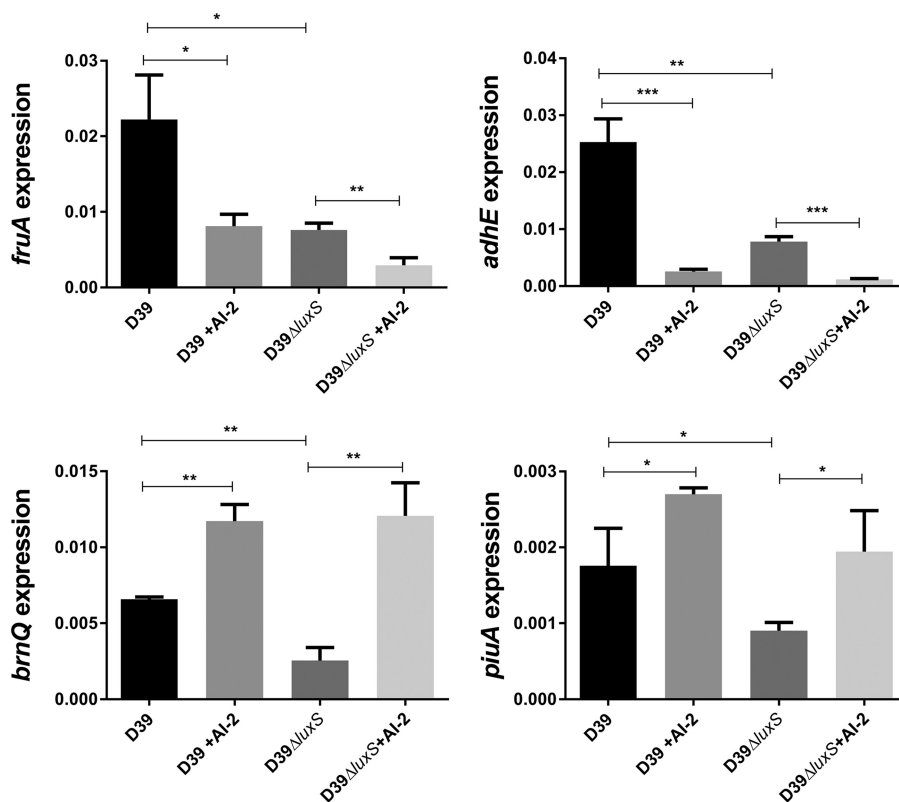 *
*
**
fruA expression
0.03
0.02
0.01
0.00
D39
D39 +AI-2
D39ΔluxS
D39ΔluxS +AI-2
**
***
***
adhE expression
0.04
0.03
0.02
0.01
0.00
D39
D39 +AI-2
D39ΔluxS
D39ΔluxS+AI-2
**
**
**
brnQ expression
0.015
0.010
0.005
0.000
D39
D39 +AI-2
D39ΔluxS
D39ΔluxS+AI-2
*
*
*
piuA expression
0.003
0.002
0.001
0.000
D39
D39 +AI-2
D39ΔluxS
D39ΔluxS+AI-2